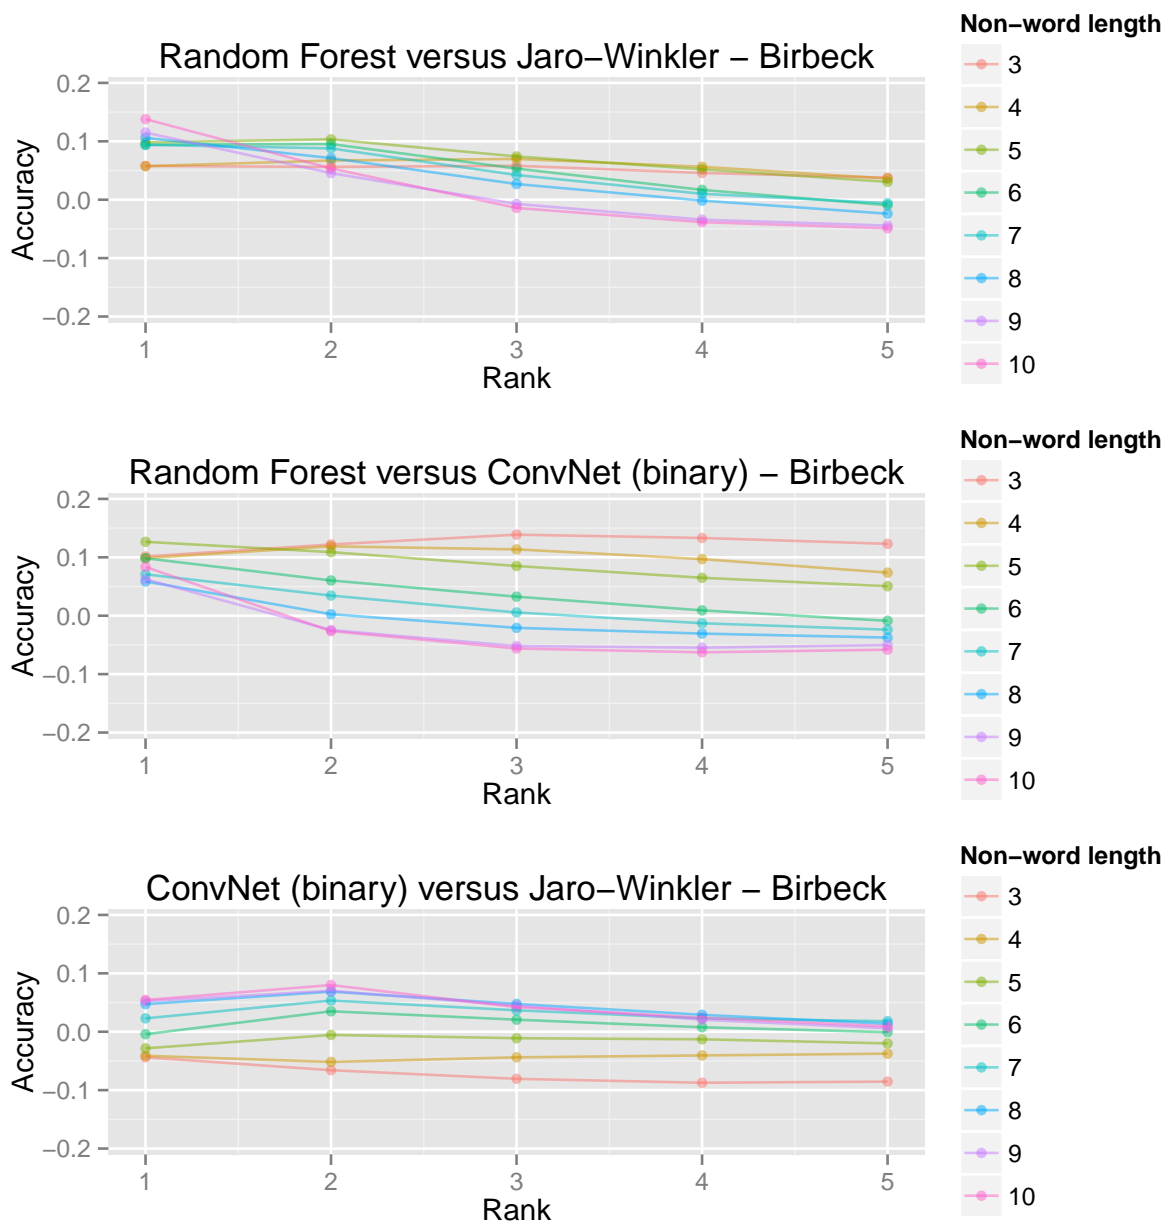 Random Forest versus Jaro−Winkler − Birbeck
Accuracy
0.2
0.1
0.0
−0.1
−0.2
1 2 3 4 5
Rank
Non−word length
3
4
5
6
7
8
9
10
Random Forest versus ConvNet (binary) − Birbeck
Accuracy
0.2
0.1
0.0
−0.1
−0.2
1 2 3 4 5
Rank
Non−word length
3
4
5
6
7
8
9
10
ConvNet (binary) versus Jaro−Winkler − Birbeck
Accuracy
0.2
0.1
0.0
−0.1
−0.2
1 2 3 4 5
Rank
Non−word length
3
4
5
6
7
8
9
10